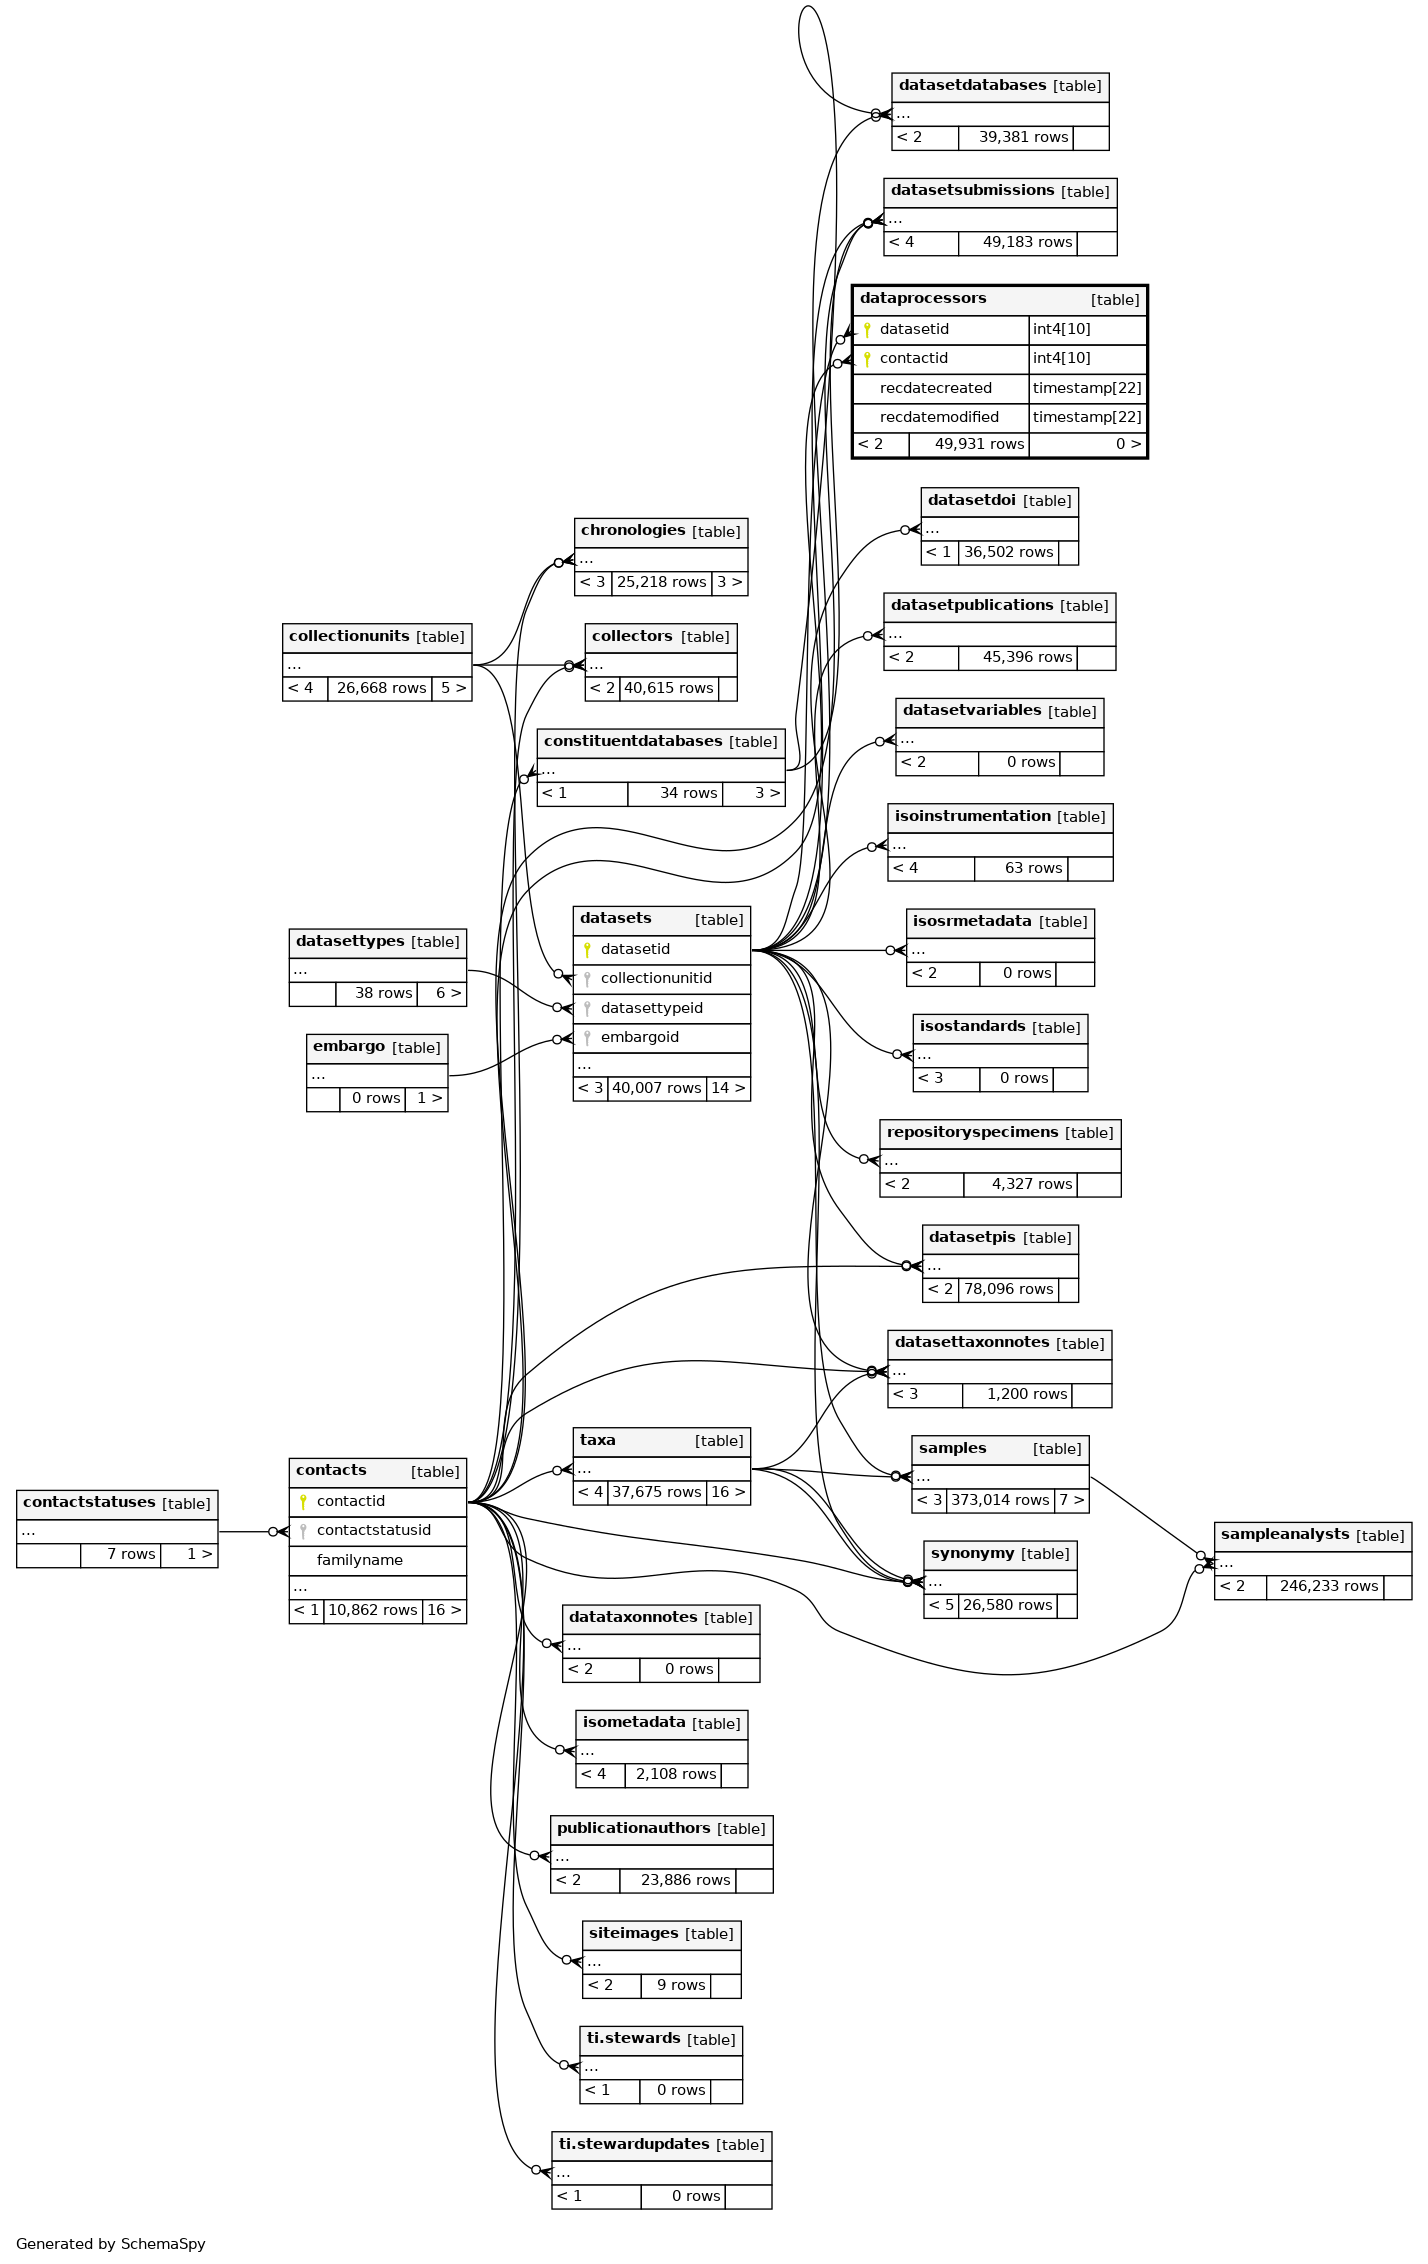 datasetdatabases [table]
...
< 2 39,381 rows
datasetsubmissions [table]
...
< 4 49,183 rows
dataprocessors [table]
datasetid int4[10]
contactid int4[10]
recdatecreated timestamp[22]
recdatemodified timestamp[22]
< 2 49,931 rows 0 >
datasetdoi [table]
...
< 1 36,502 rows
chronologies [table]
...
< 3 25,218 rows 3 >
datasetpublications [table]
...
< 2 45,396 rows
collectionunits [table]
...
< 4 26,668 rows 5 >
collectors [table]
...
< 2 40,615 rows
datasetvariables [table]
...
< 2 0 rows
constituentdatabases [table]
...
< 1 34 rows 3 >
isoinstrumentation [table]
...
< 4 63 rows
datasets [table]
datasetid
collectionunitid
datasettypeid
embargoid
...
< 3 40,007 rows 14 >
isosrmetadata [table]
...
< 2 0 rows
datasettypes [table]
...
38 rows 6 >
isostandards [table]
...
< 3 0 rows
embargo [table]
...
0 rows 1 >
repositoryspecimens [table]
...
< 2 4,327 rows
datasetpis [table]
...
< 2 78,096 rows
datasettaxonnotes [table]
...
< 3 1,200 rows
taxa [table]
...
< 4 37,675 rows 16 >
samples [table]
...
< 3 373,014 rows 7 >
contacts [table]
contactid
contactstatusid
familyname
...
< 1 10,862 rows 16 >
contactstatuses [table]
...
7 rows 1 >
sampleanalysts [table]
...
< 2 246,233 rows
synonymy [table]
...
< 5 26,580 rows
datataxonnotes [table]
...
< 2 0 rows
isometadata [table]
...
< 4 2,108 rows
publicationauthors [table]
...
< 2 23,886 rows
siteimages [table]
...
< 2 9 rows
ti.stewards [table]
...
< 1 0 rows
ti.stewardupdates [table]
...
< 1 0 rows
Generated by SchemaSpy